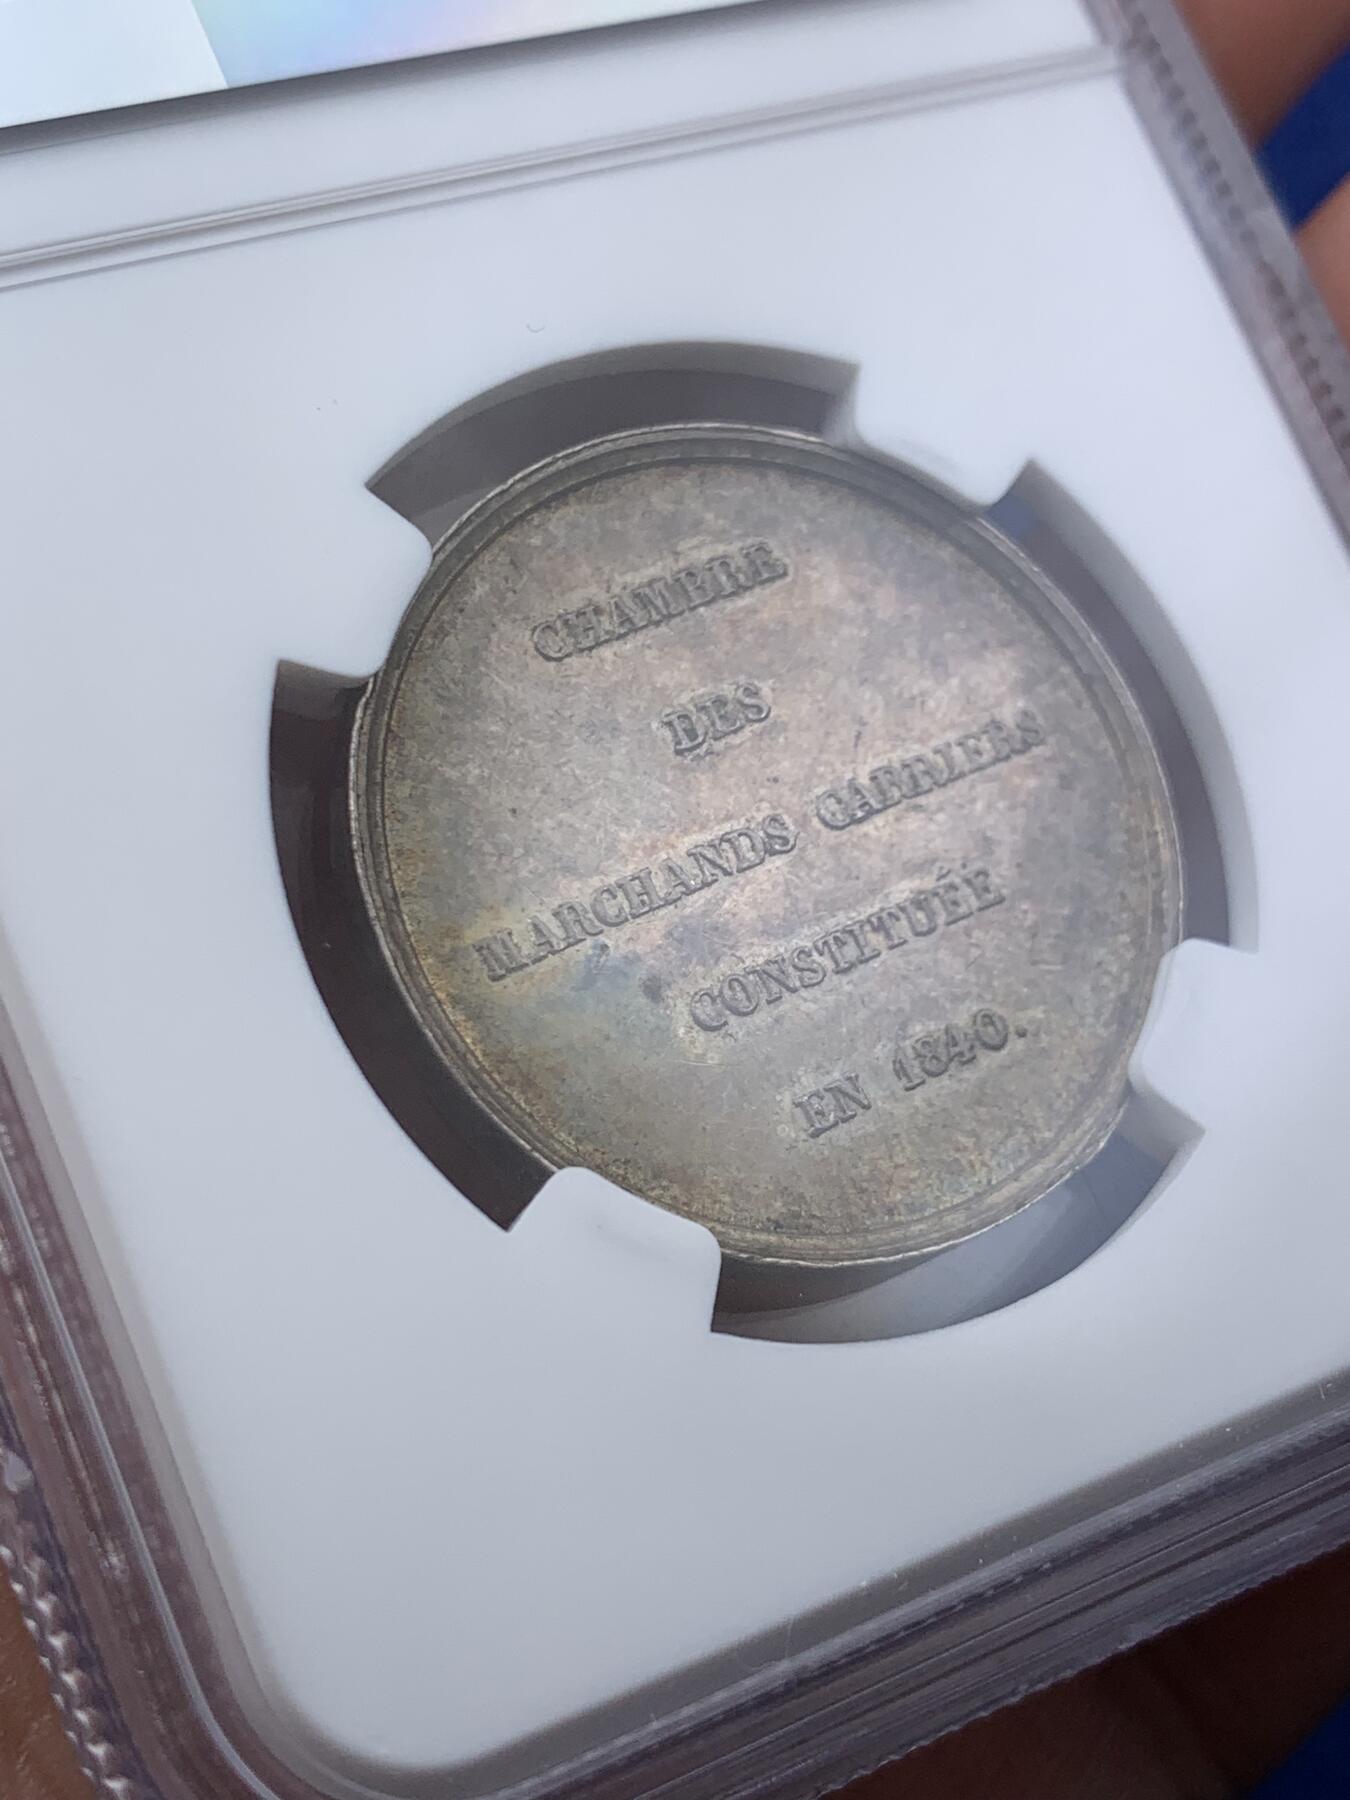 CHAMBRE
DES
MARCHANDS CARRIERS
CONSTITUÉE
EN 1840.